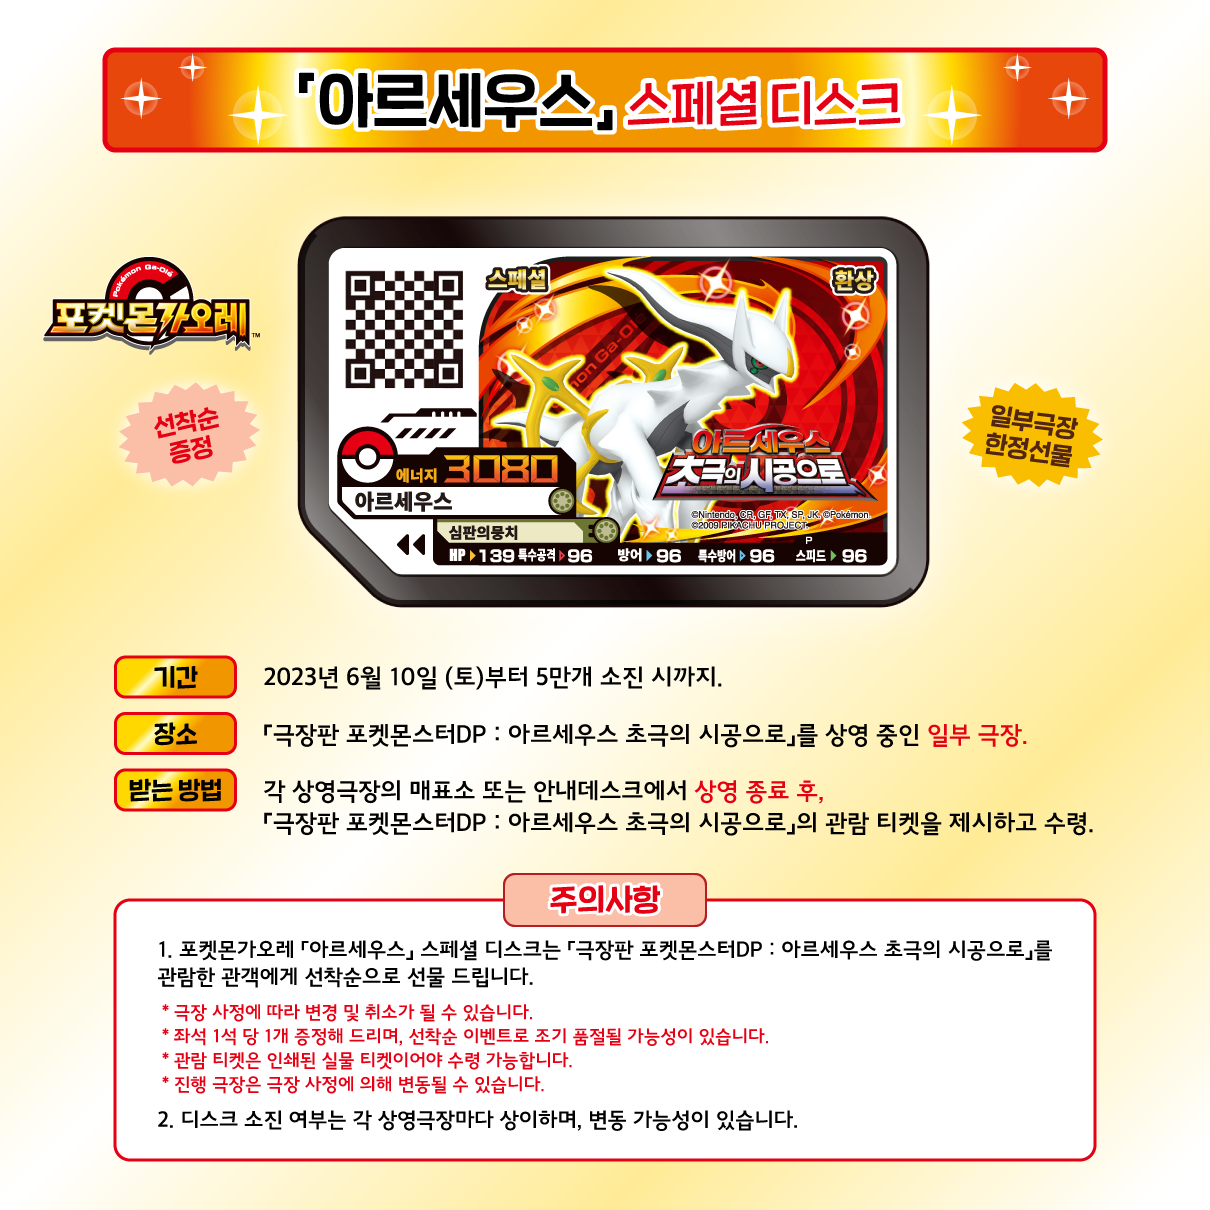 「아르세우스」 스페셜 디스크
Pokémon Ga-Olé
포켓몬가오레™
선착순
증정
일부극장
한정선물
스페셜
환상
mon Ga-Olé
아르세우스
초극의 시공으로
©Nintendo, CR, GF, TX, SP, JK. ©Pokémon.
©2009 PIKACHU PROJECT.
에너지 3080
아르세우스
심판의뭉치
P
HP 139 특수공격 96 방어 96 특수방어 96 스피드 96
기간
2023년 6월 10일 (토)부터 5만개 소진 시까지.
장소
「극장판 포켓몬스터DP : 아르세우스 초극의 시공으로」를 상영 중인 일부 극장.
받는 방법
각 상영극장의 매표소 또는 안내데스크에서 상영 종료 후,
「극장판 포켓몬스터DP : 아르세우스 초극의 시공으로」의 관람 티켓을 제시하고 수령.
주의사항
1. 포켓몬가오레 「아르세우스」 스페셜 디스크는 「극장판 포켓몬스터DP : 아르세우스 초극의 시공으로」를
관람한 관객에게 선착순으로 선물 드립니다.
* 극장 사정에 따라 변경 및 취소가 될 수 있습니다.
* 좌석 1석 당 1개 증정해 드리며, 선착순 이벤트로 조기 품절될 가능성이 있습니다.
* 관람 티켓은 인쇄된 실물 티켓이어야 수령 가능합니다.
* 진행 극장은 극장 사정에 의해 변동될 수 있습니다.
2. 디스크 소진 여부는 각 상영극장마다 상이하며, 변동 가능성이 있습니다.